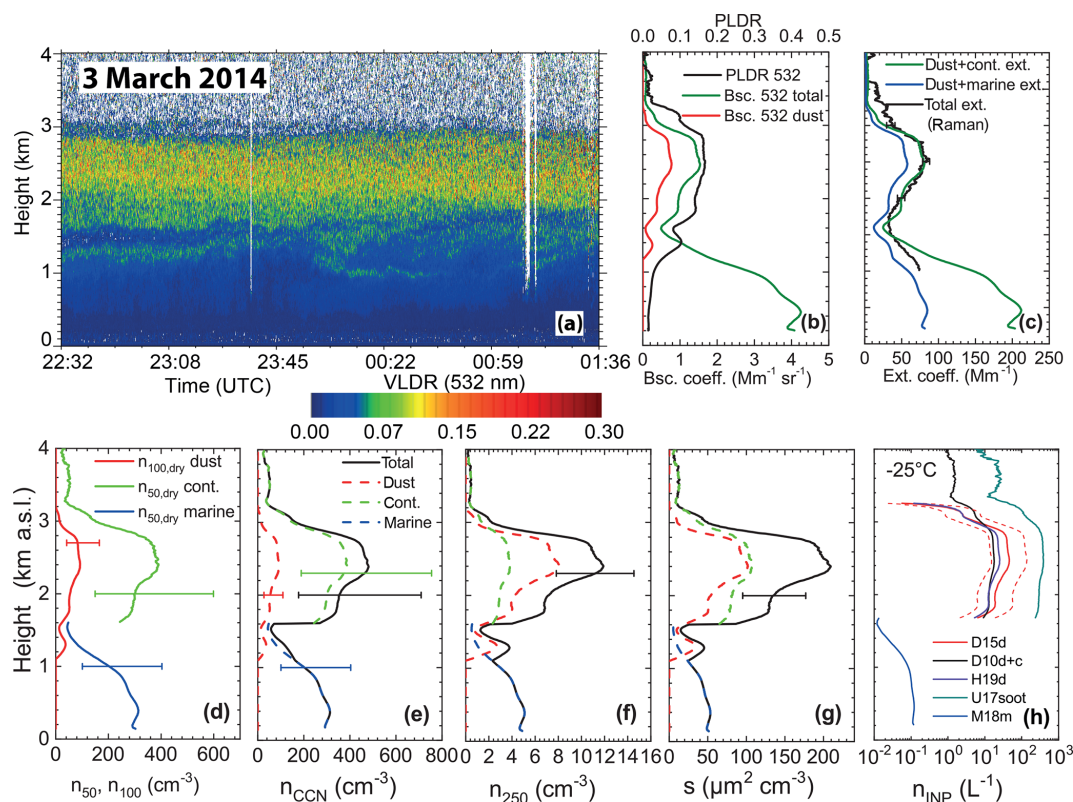 3 March 2014
(a)
Height (km)
4
3
2
1
0
22:32 23:08 23:45 00:22 00:59 01:36
Time (UTC) VLDR (532 nm)
0.00 0.07 0.15 0.22 0.30
PLDR
0.0 0.1 0.2 0.3 0.4 0.5
PLDR 532
Bsc. 532 total
Bsc. 532 dust
(b)
0 1 2 3 4 5
Bsc. coeff. (Mm⁻¹ sr⁻¹)
Dust+cont. ext.
Dust+marine ext.
Total ext.
(Raman)
(c)
0 50 100 150 200 250
Ext. coeff. (Mm⁻¹)
Height (km a.s.l.)
4
3
2
1
0
n100,dry dust
n50,dry cont.
n50,dry marine
(d)
0 200 400 600
n50, n100 (cm⁻³)
Total
Dust
Cont.
Marine
(e)
0 200 400 600
nCCN (cm⁻³)
(f)
0 2 4 6 8 10 12 14 16
n250 (cm⁻³)
(g)
0 50 100 150 200
s (µm² cm⁻³)
-25°C
D15d
D10d+c
H19d
U17soot
M18m
(h)
10⁻² 10⁰ 10¹ 10² 10³
nINP (L⁻¹)